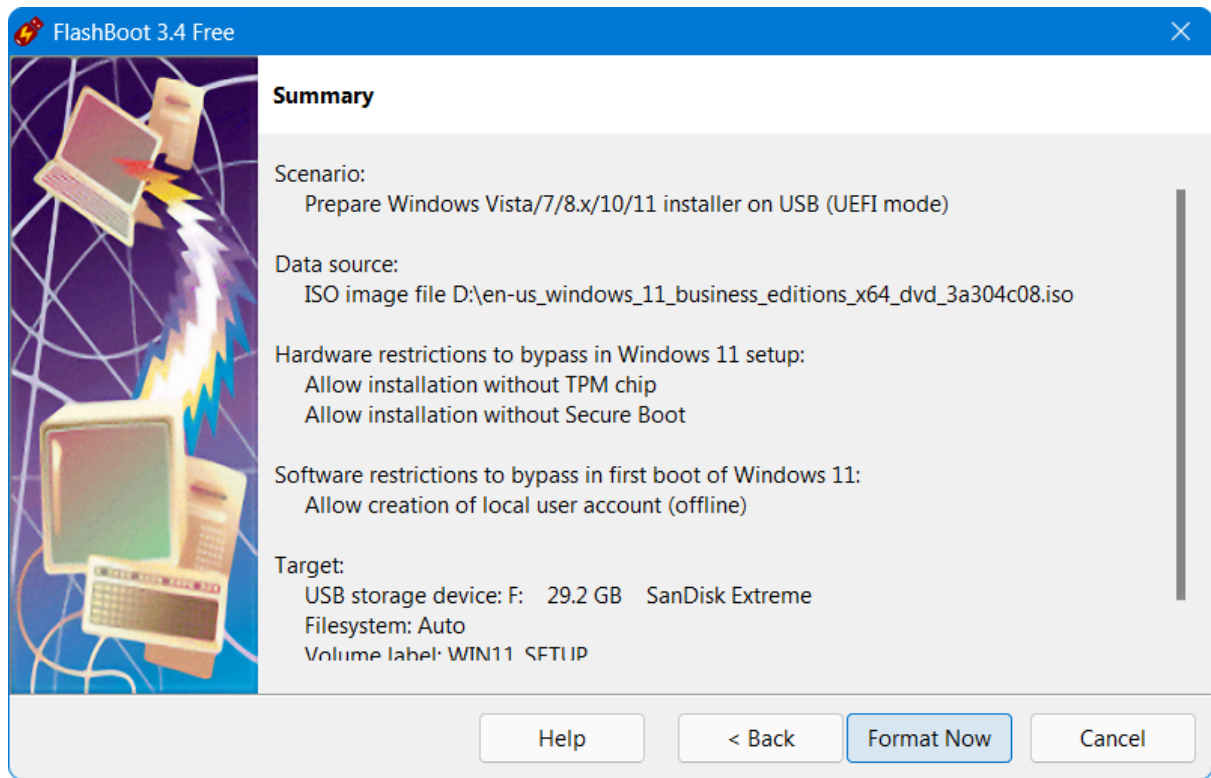 FlashBoot 3.4 Free
Summary
Scenario:
Prepare Windows Vista/7/8.x/10/11 installer on USB (UEFI mode)
Data source:
ISO image file D:\en-us_windows_11_business_editions_x64_dvd_3a304c08.iso
Hardware restrictions to bypass in Windows 11 setup:
Allow installation without TPM chip
Allow installation without Secure Boot
Software restrictions to bypass in first boot of Windows 11:
Allow creation of local user account (offline)
Target:
USB storage device: F: 29.2 GB SanDisk Extreme
Filesystem: Auto
Volume label: WIN11_SETUP
Help
< Back
Format Now
Cancel